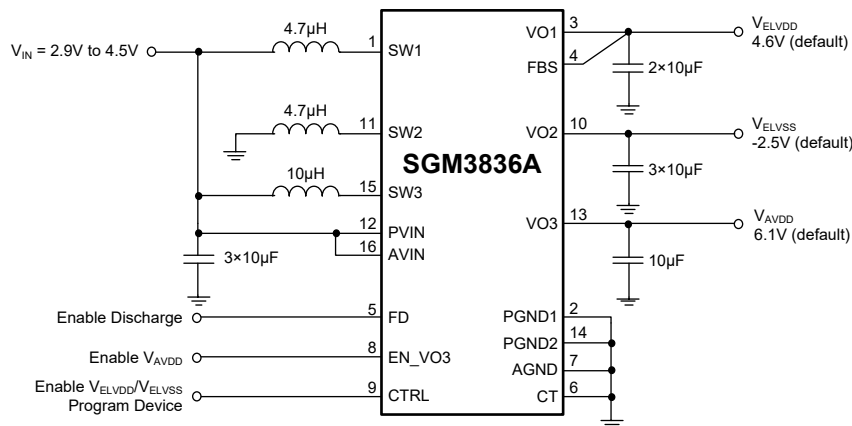 V_IN = 2.9V to 4.5V
4.7μH
1
SW1
4.7μH
11
SW2
10μH
15
SW3
12
PVIN
16
AVIN
3×10μF
Enable Discharge
5
FD
Enable V_AVDD
8
EN_VO3
Enable V_ELVDD/V_ELVSS
Program Device
9
CTRL
SGM3836A
VO1
3
V_ELVDD
4.6V (default)
FBS
4
2×10μF
VO2
10
V_ELVSS
-2.5V (default)
3×10μF
VO3
13
V_AVDD
6.1V (default)
10μF
PGND1
2
PGND2
14
AGND
7
CT
6